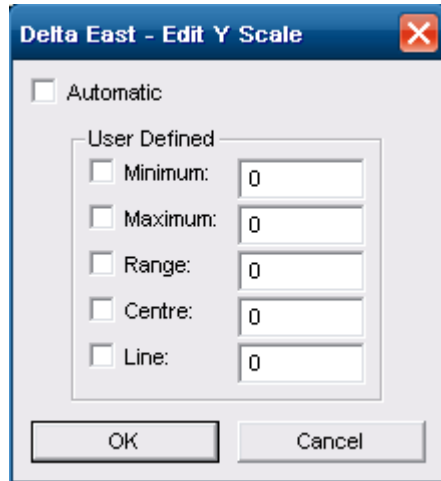 Delta East - Edit Y Scale
Automatic
User Defined
Minimum: 0
Maximum: 0
Range: 0
Centre: 0
Line: 0
OK Cancel